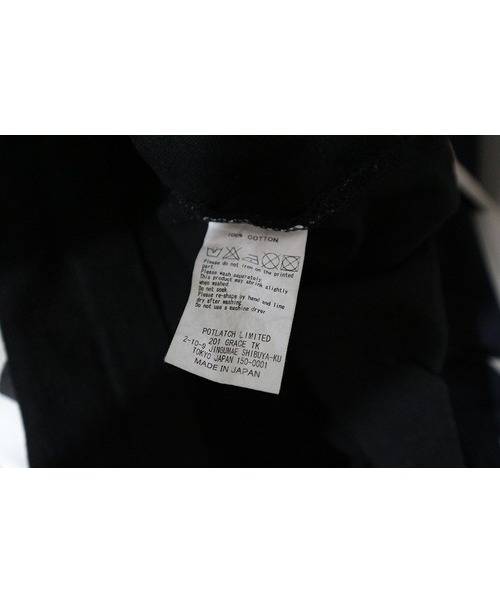 100% COTTON
Please do not item on the printed
part.
Please wash separately
This product may shrink slightly
when washed
Do not soak
Please re-shape by hand and line
dry after washing
Do not use a washing dryer
POTLATCH LIMITED
201 GRACE TK
2-10-9 JINGUMAE SHIBUYA-KU
TOKYO JAPAN 150-0001
MADE IN JAPAN